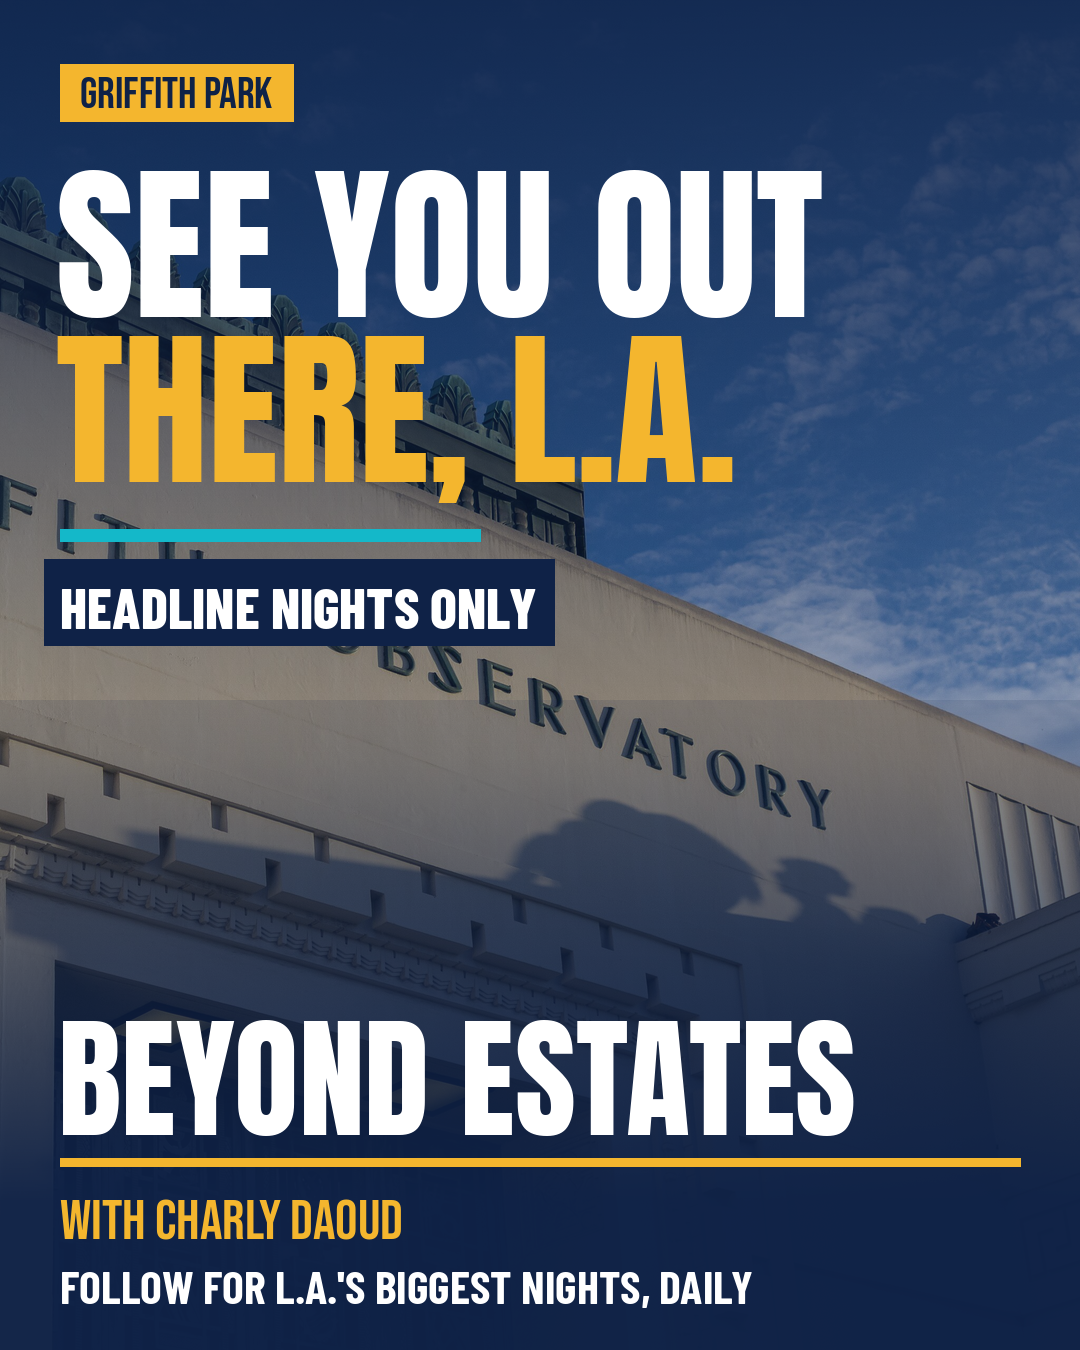 GRIFFITH PARK
SEE YOU OUT
THERE, L.A.
HEADLINE NIGHTS ONLY
OBSERVATORY
BEYOND ESTATES
WITH CHARLY DAOUD
FOLLOW FOR L.A.'S BIGGEST NIGHTS, DAILY